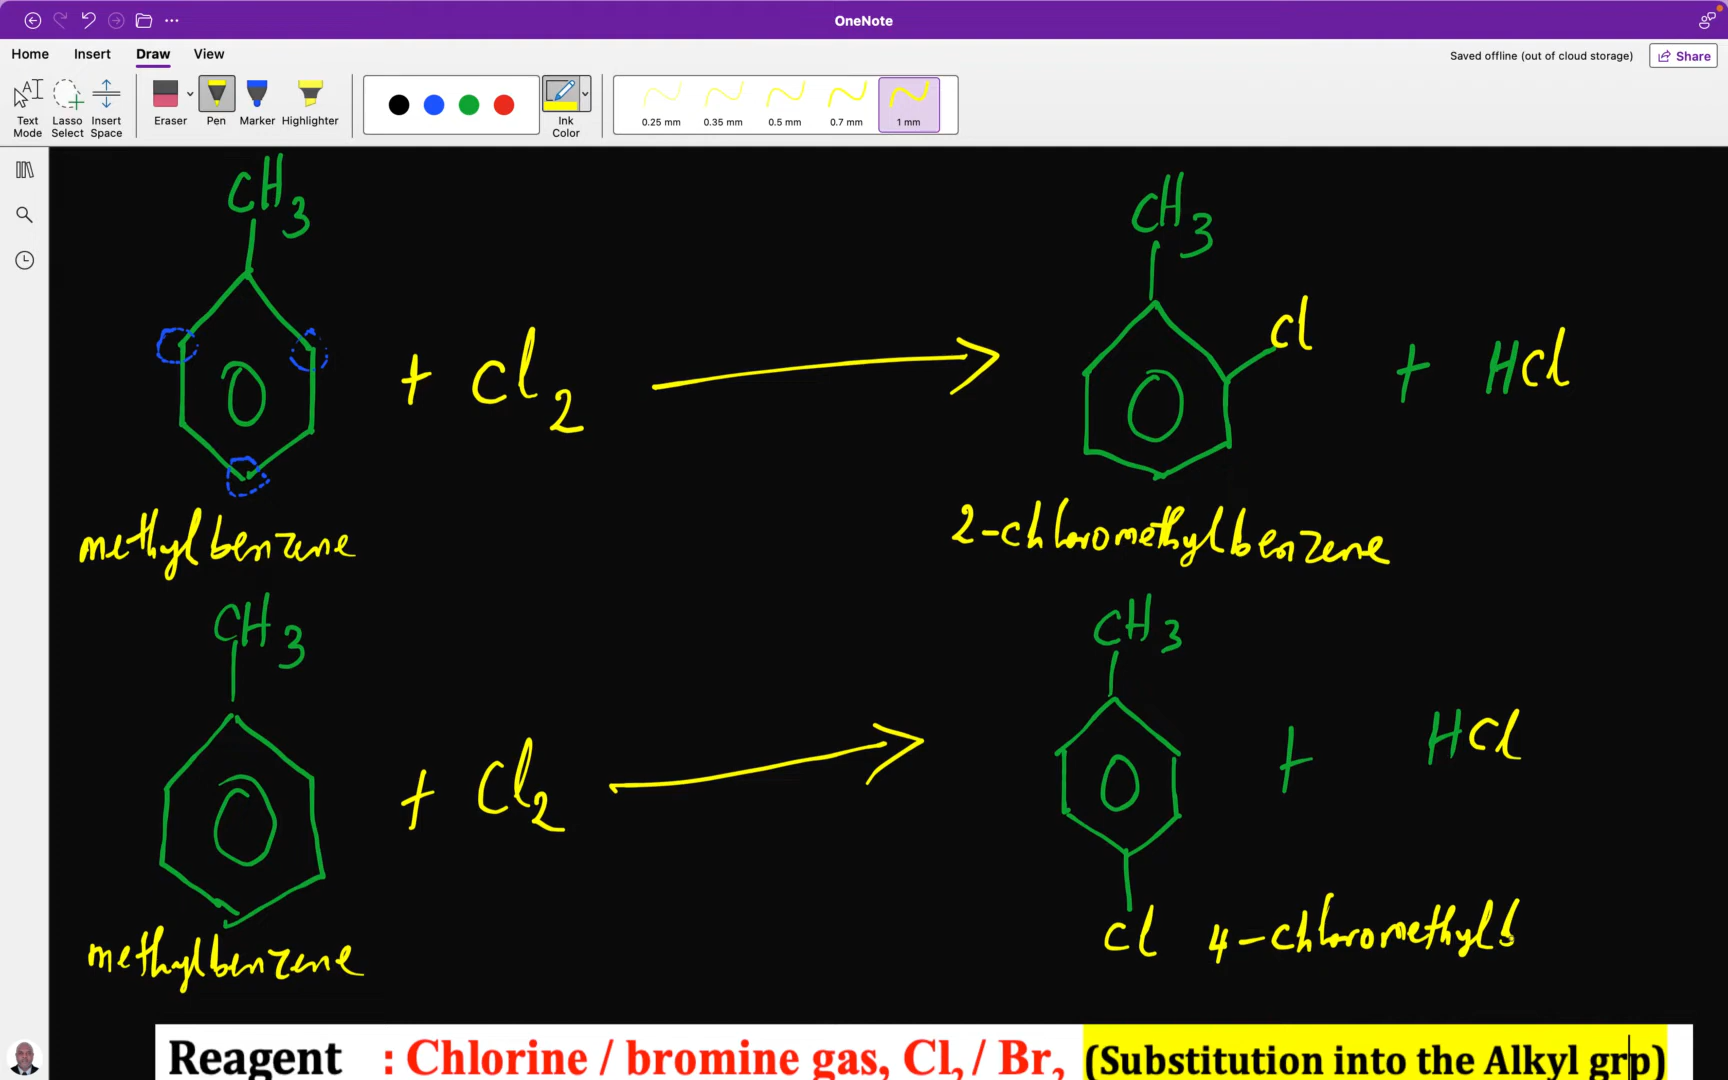 OneNote
Home Insert Draw View
Saved offline (out of cloud storage) Share
Text Mode Lasso Select Insert Space Eraser Pen Marker Highlighter Ink Color 0.25 mm 0.35 mm 0.5 mm 0.7 mm 1 mm
CH3 CH3
Cl
+ Cl2 + HCl
methylbenzene 2-chloromethylbenzene
CH3 CH3
+ Cl2 + HCl
methylbenzene Cl 4-chloromethylb
Reagent : Chlorine / bromine gas, Cl2 / Br2 (Substitution into the Alkyl grp)